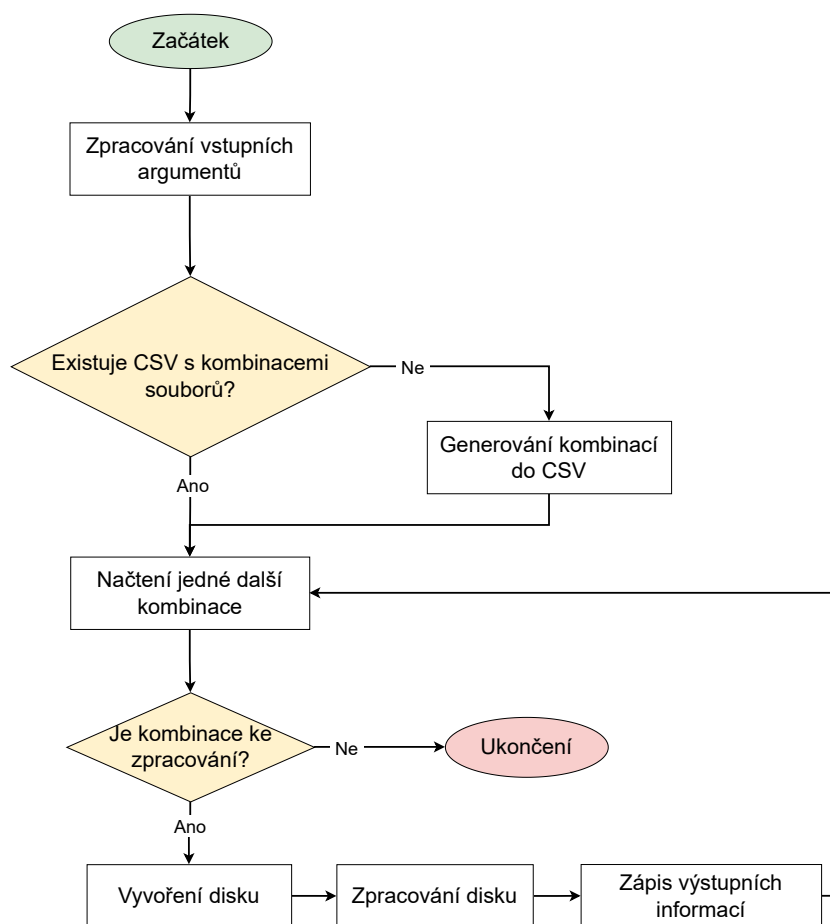 Začátek
Zpracování vstupních
argumentů
Existuje CSV s kombinacemi
souborů?
Ne
Generování kombinací
do CSV
Ano
Načtení jedné další
kombinace
Je kombinace ke
zpracování?
Ne
Ukončení
Ano
Vyvoření disku
Zpracování disku
Zápis výstupních
informací